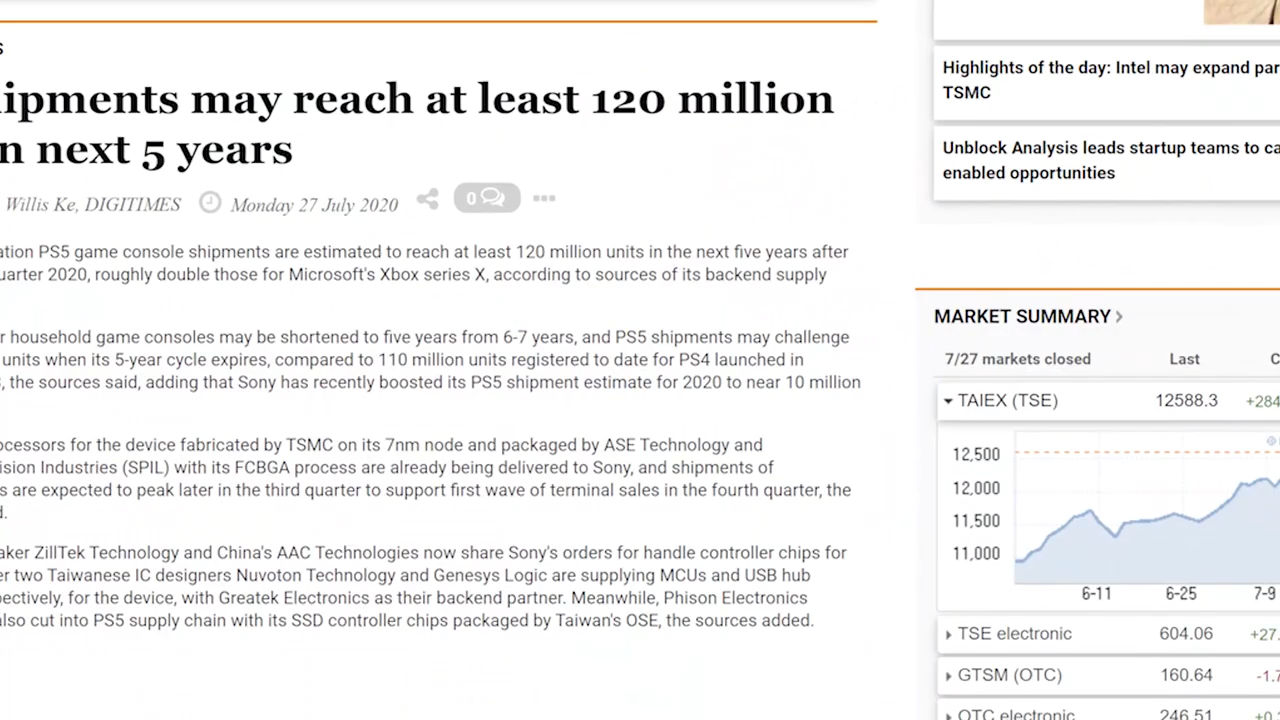 s
ipments may reach at least 120 million
n next 5 years
Willis Ke, DIGITIMES Monday 27 July 2020 0
ation PS5 game console shipments are estimated to reach at least 120 million units in the next five years after
uarter 2020, roughly double those for Microsoft's Xbox series X, according to sources of its backend supply
r household game consoles may be shortened to five years from 6-7 years, and PS5 shipments may challenge
units when its 5-year cycle expires, compared to 110 million units registered to date for PS4 launched in
, the sources said, adding that Sony has recently boosted its PS5 shipment estimate for 2020 to near 10 million
ocessors for the device fabricated by TSMC on its 7nm node and packaged by ASE Technology and
ision Industries (SPIL) with its FCBGA process are already being delivered to Sony, and shipments of
s are expected to peak later in the third quarter to support first wave of terminal sales in the fourth quarter, the
d.
aker ZillTek Technology and China's AAC Technologies now share Sony's orders for handle controller chips for
er two Taiwanese IC designers Nuvoton Technology and Genesys Logic are supplying MCUs and USB hub
pectively, for the device, with Greatek Electronics as their backend partner. Meanwhile, Phison Electronics
also cut into PS5 supply chain with its SSD controller chips packaged by Taiwan's OSE, the sources added.
Highlights of the day: Intel may expand par
TSMC
Unblock Analysis leads startup teams to ca
enabled opportunities
MARKET SUMMARY
7/27 markets closed Last C
TAIEX (TSE) 12588.3 +284
12,500
12,000
11,500
11,000
6-11 6-25 7-9
TSE electronic 604.06 +27.
GTSM (OTC) 160.64 -1.7
OTC electronic 246.51 +0.